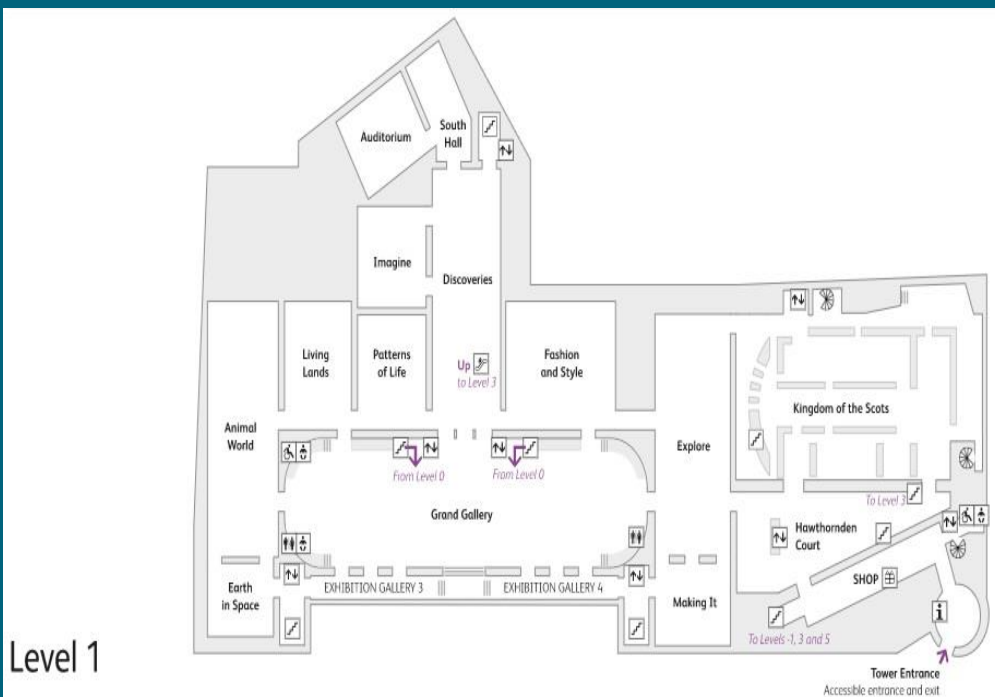 Auditorium
South
Hall
Imagine
Discoveries
Living
Lands
Patterns
of Life
Up
to Level 3
Fashion
and Style
Animal
World
Explore
Kingdom of the Scots
From Level 0
From Level 0
To Level 3
Grand Gallery
Hawthornden
Court
Earth
in Space
EXHIBITION GALLERY 3
EXHIBITION GALLERY 4
Making It
SHOP
i
To Levels -1, 3 and 5
Level 1
Tower Entrance
Accessible entrance and exit